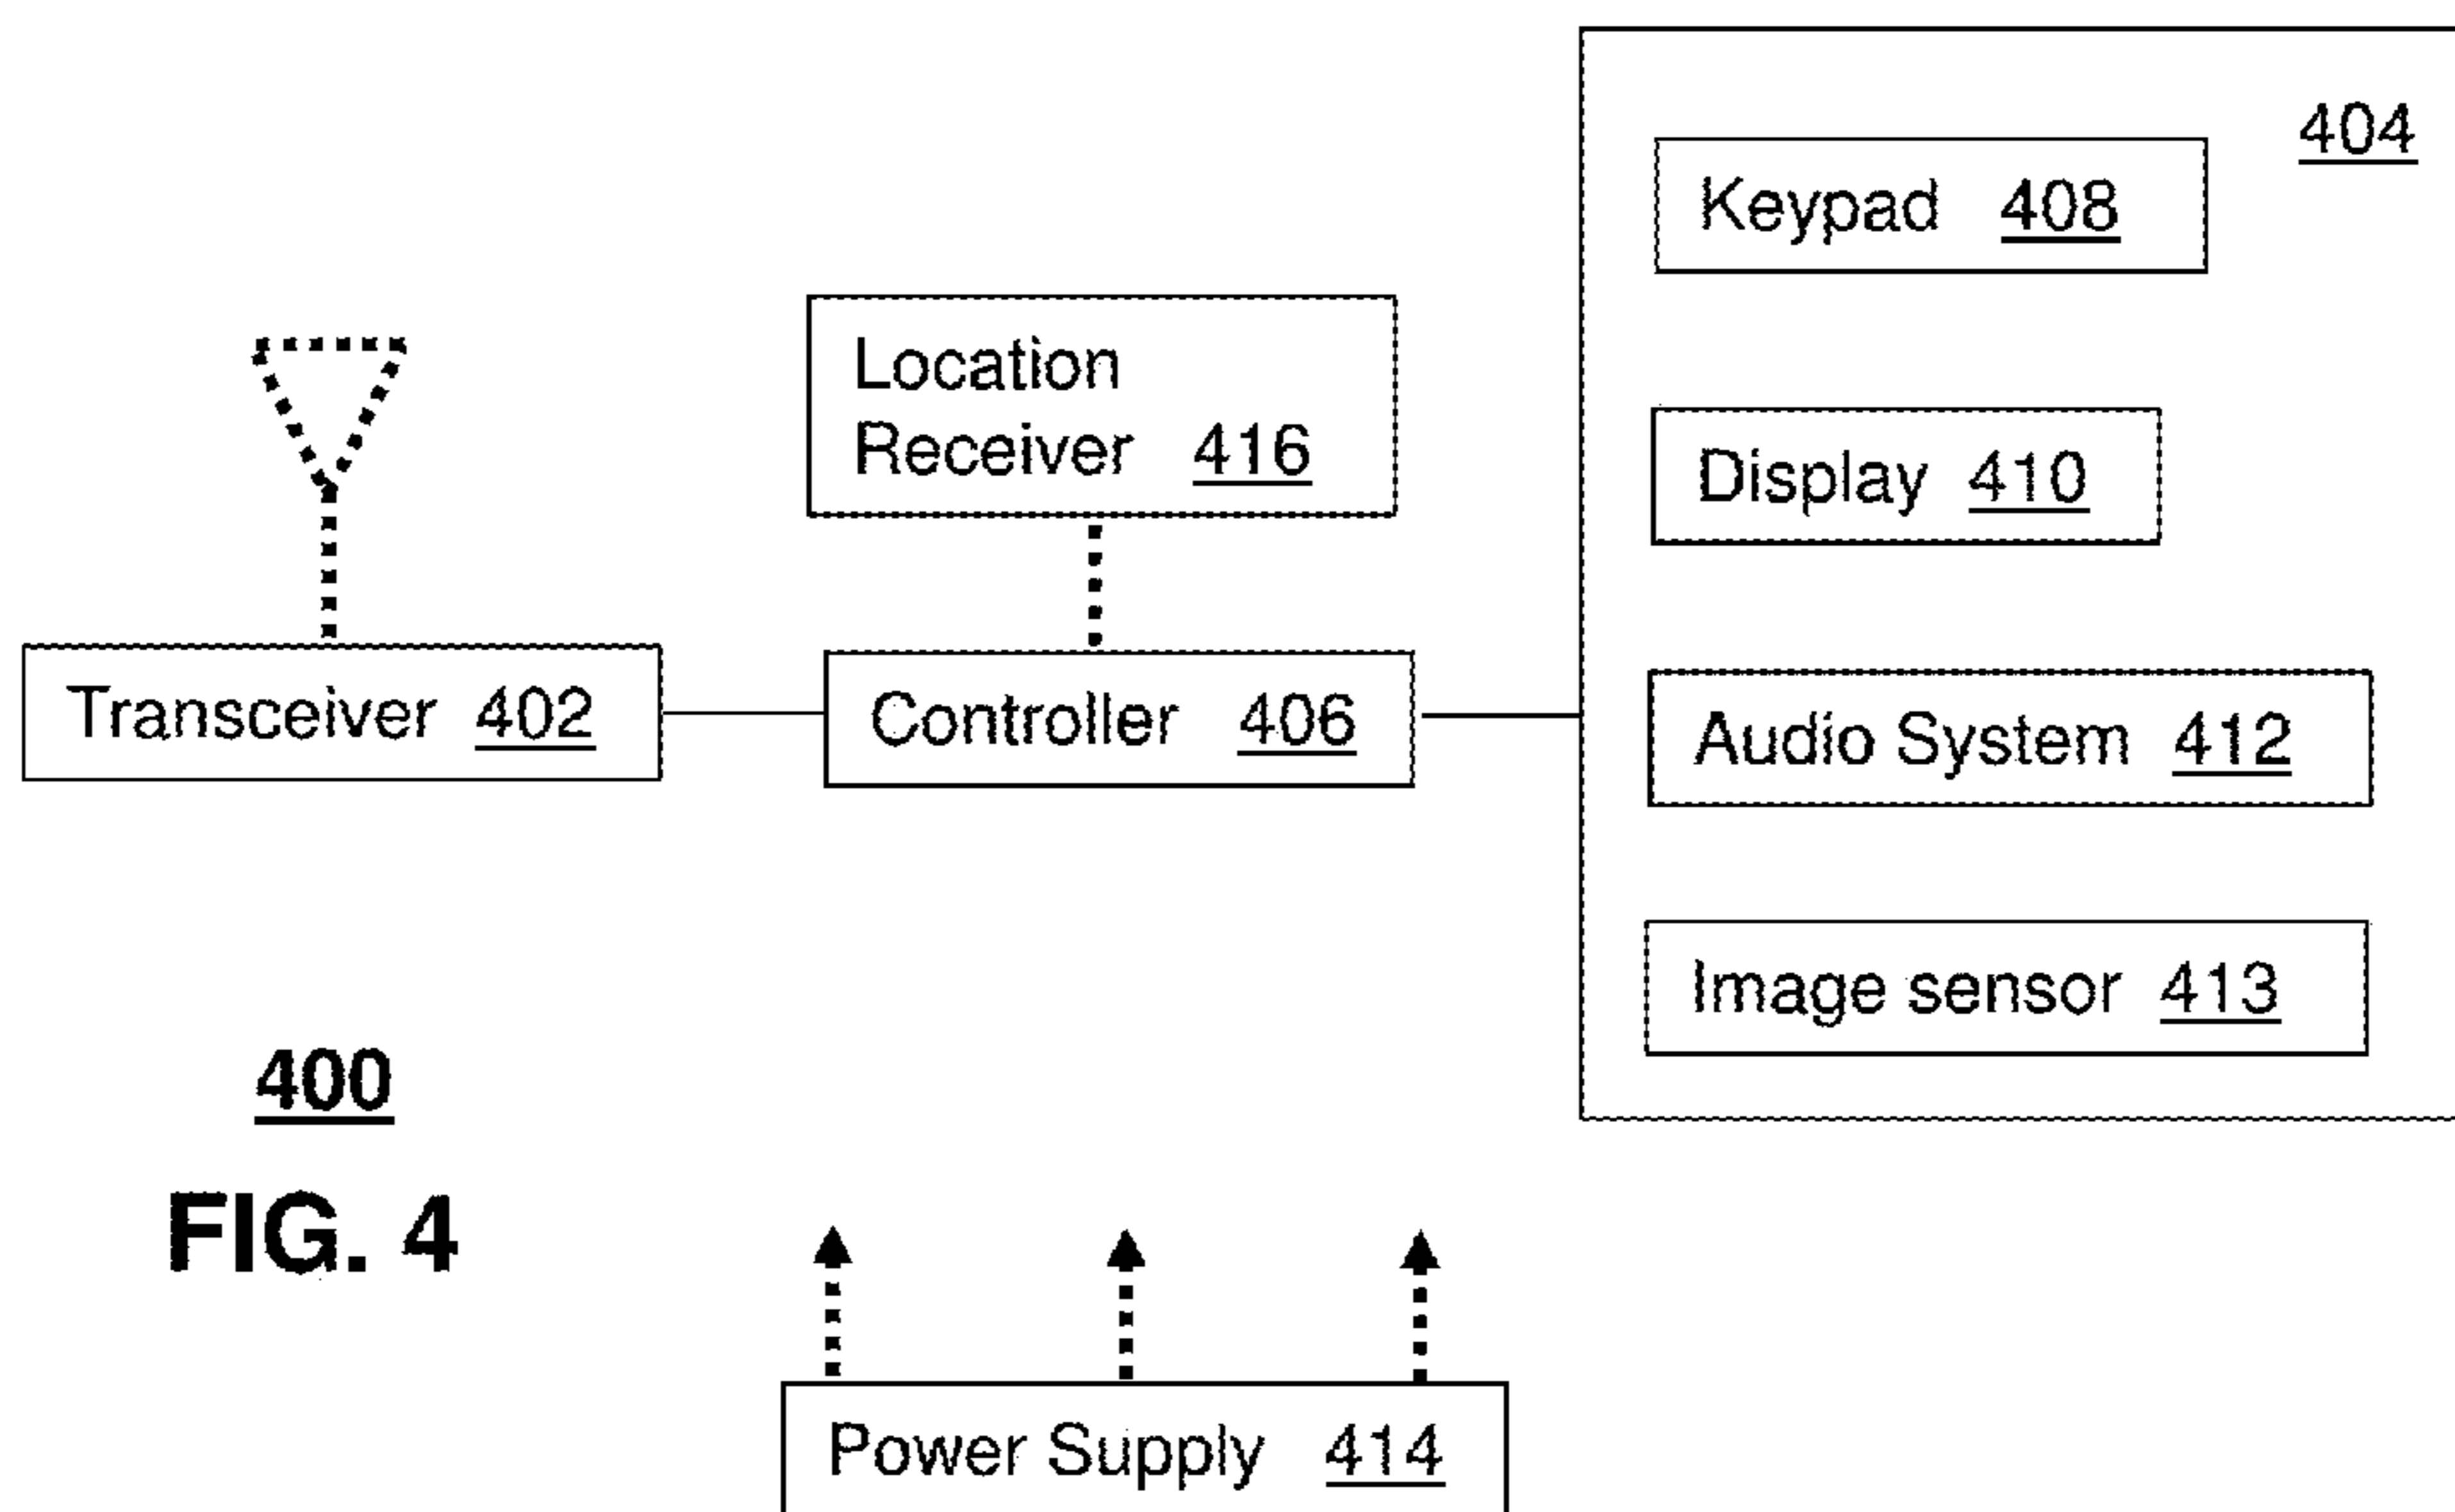 404
Keypad 408
Location
Receiver 416
Display 410
Transceiver 402
Controller 406
Audio System 412
Image sensor 413
400
FIG. 4
Power Supply 414